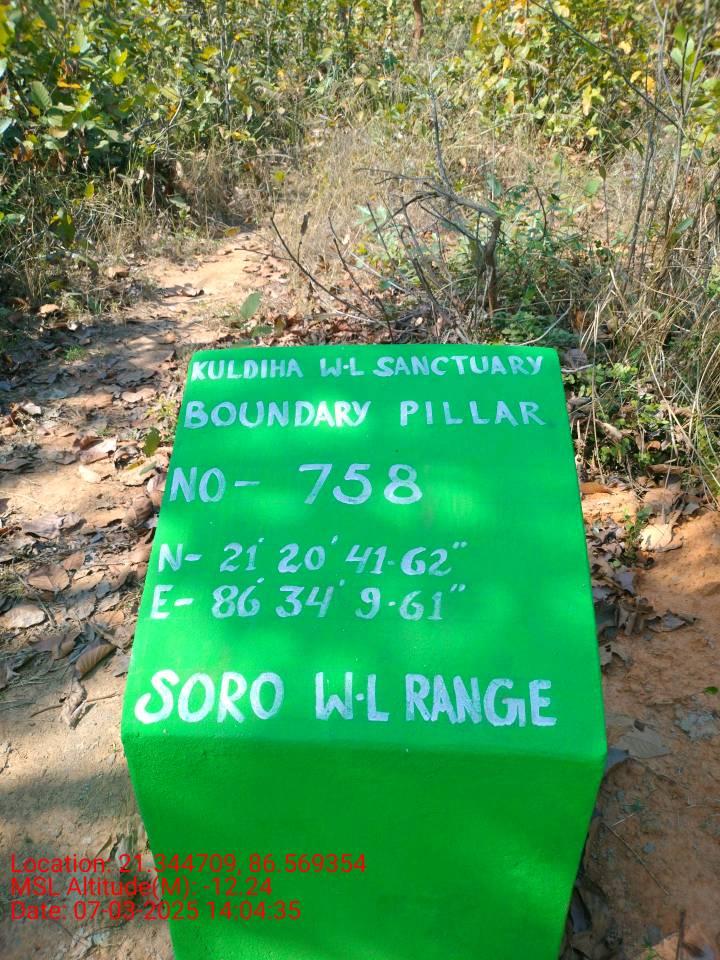 KULDIHA W.L SANCTUARY
BOUNDARY PILLAR
NO- 758
N- 21' 20' 41.62"
E- 86' 34' 9.61"
SORO W.L RANGE
Location: 21.344709, 86.569354
MSL Altitude(M): -12.24
Date: 07-03-2025 14:04:35